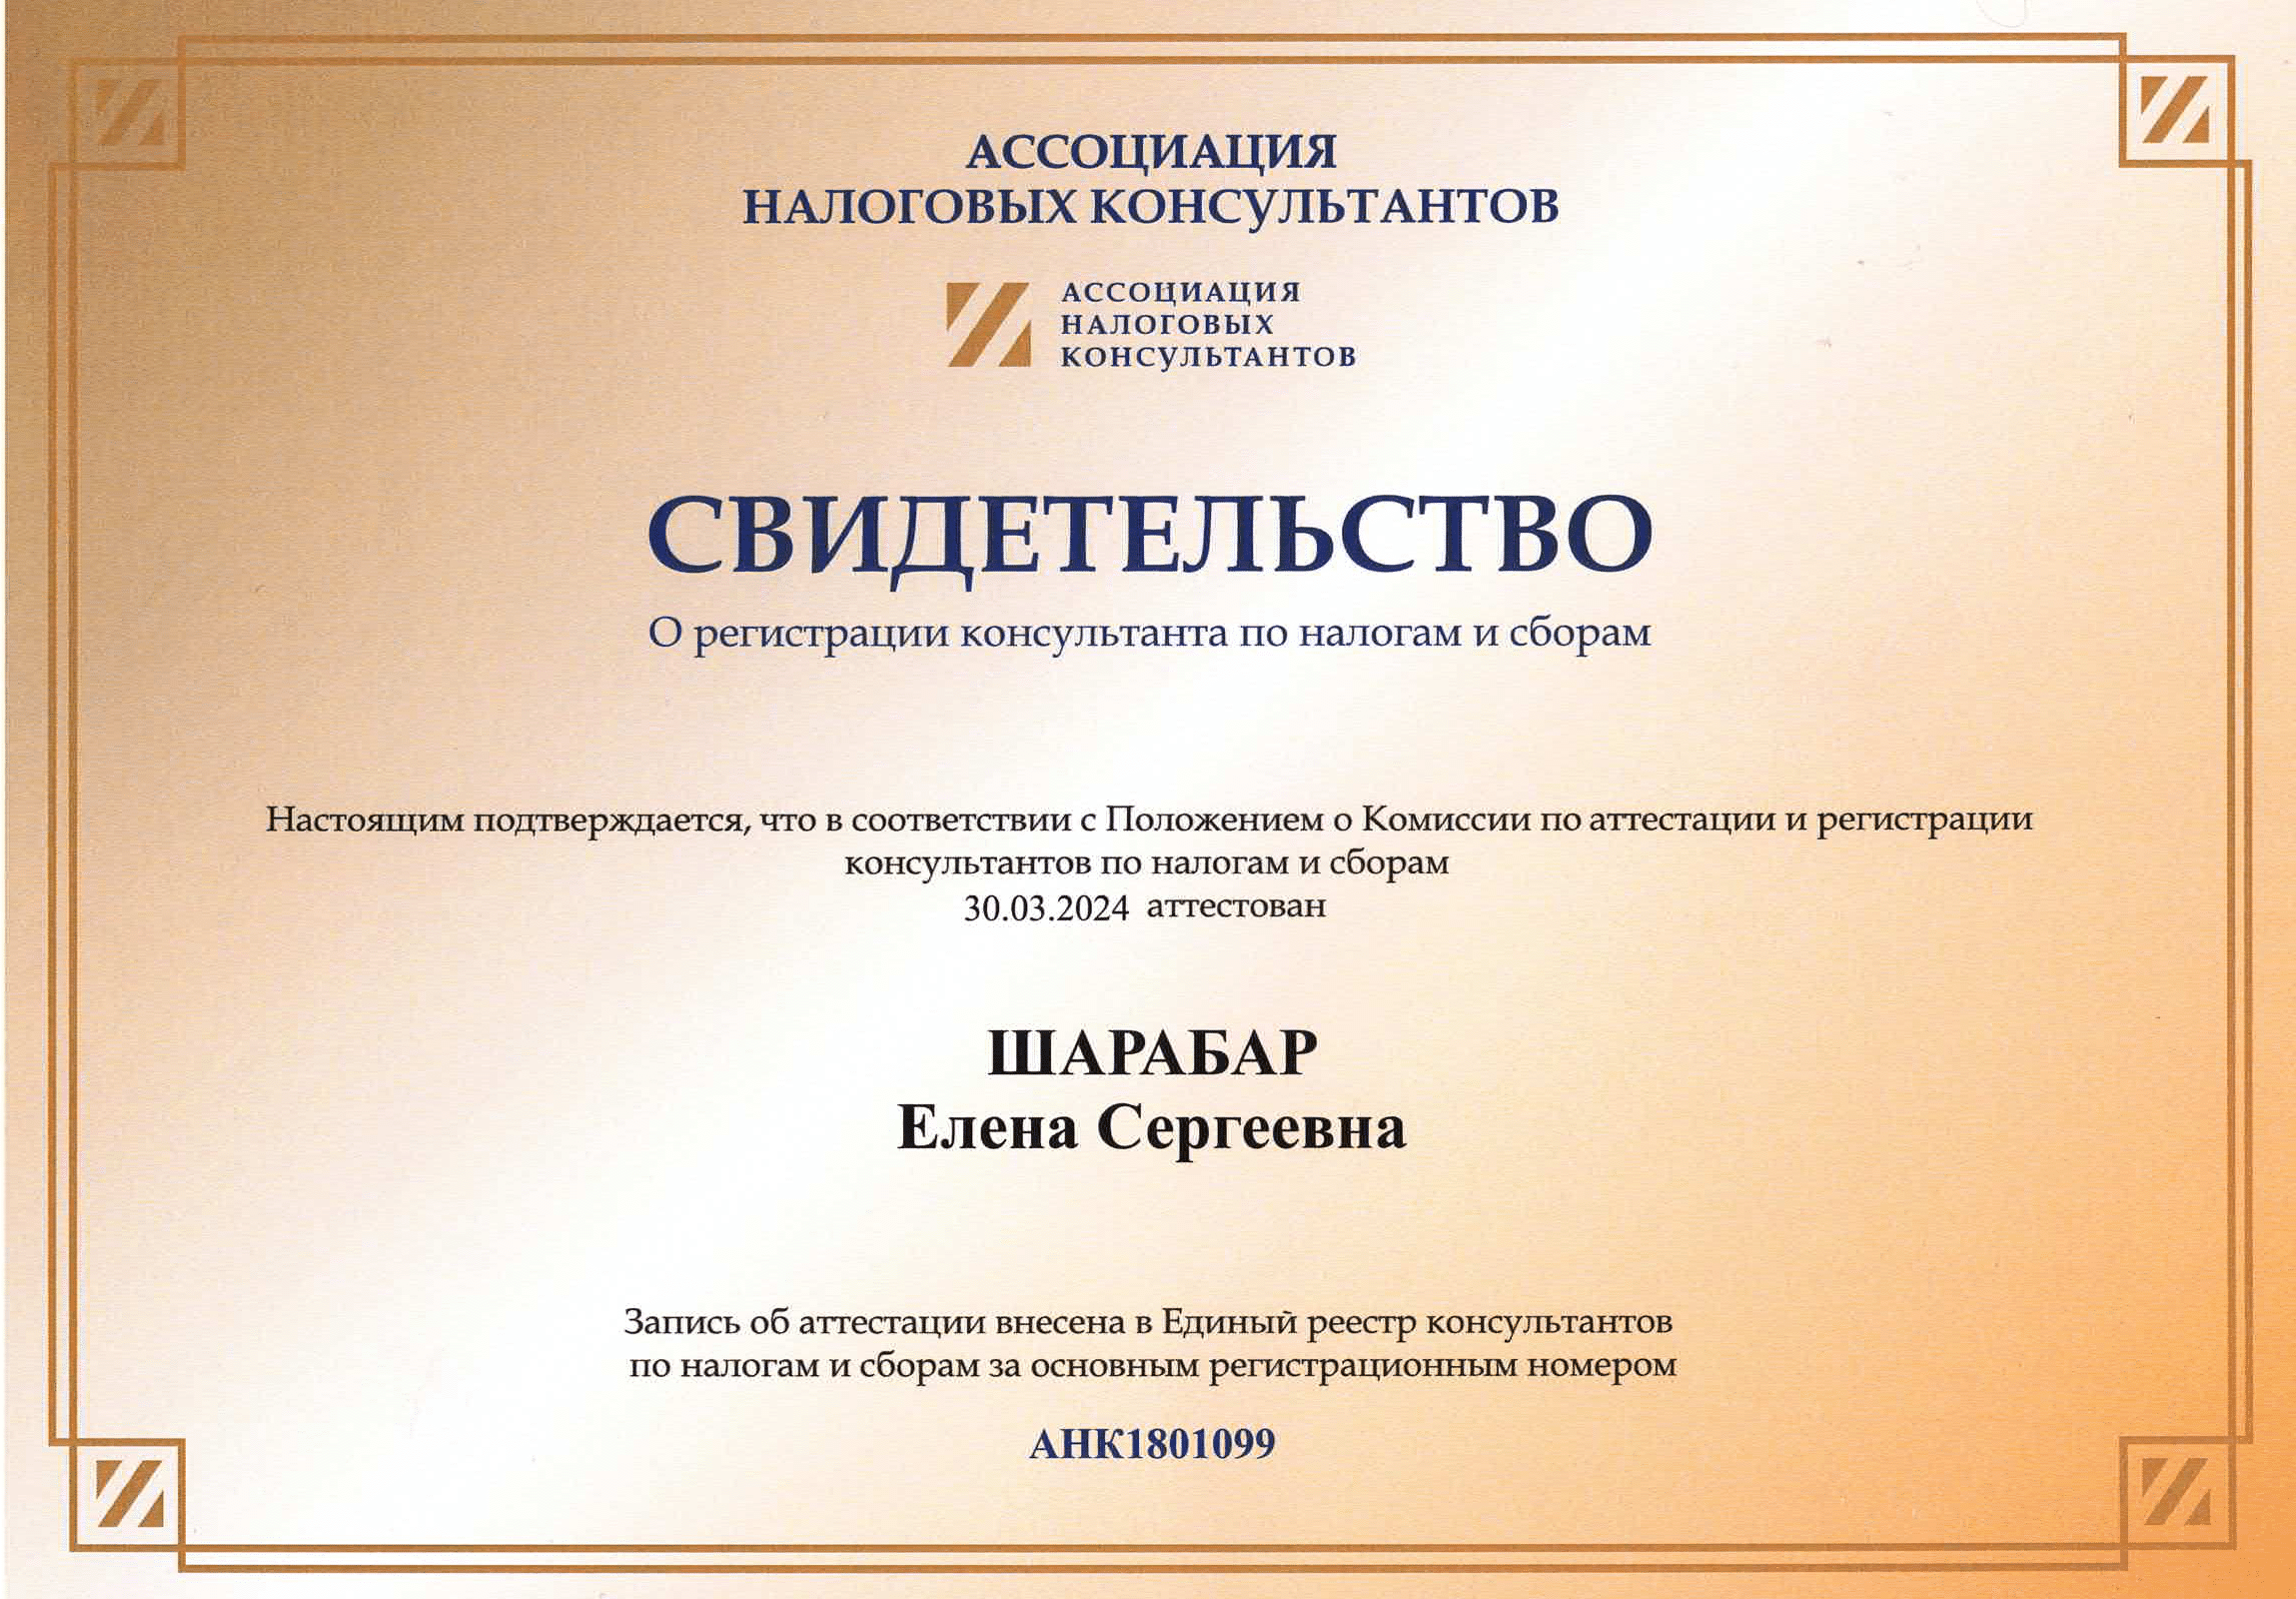 АССОЦИАЦИЯ
НАЛОГОВЫХ КОНСУЛЬТАНТОВ
АССОЦИАЦИЯ
НАЛОГОВЫХ
КОНСУЛЬТАНТОВ
СВИДЕТЕЛЬСТВО
О регистрации консультанта по налогам и сборам
Настоящим подтверждается, что в соответствии с Положением о Комиссии по аттестации и регистрации
консультантов по налогам и сборам
30.03.2024 аттестован
ШАРАБАР
Елена Сергеевна
Запись об аттестации внесена в Единый реестр консультантов
по налогам и сборам за основным регистрационным номером
АНК1801099